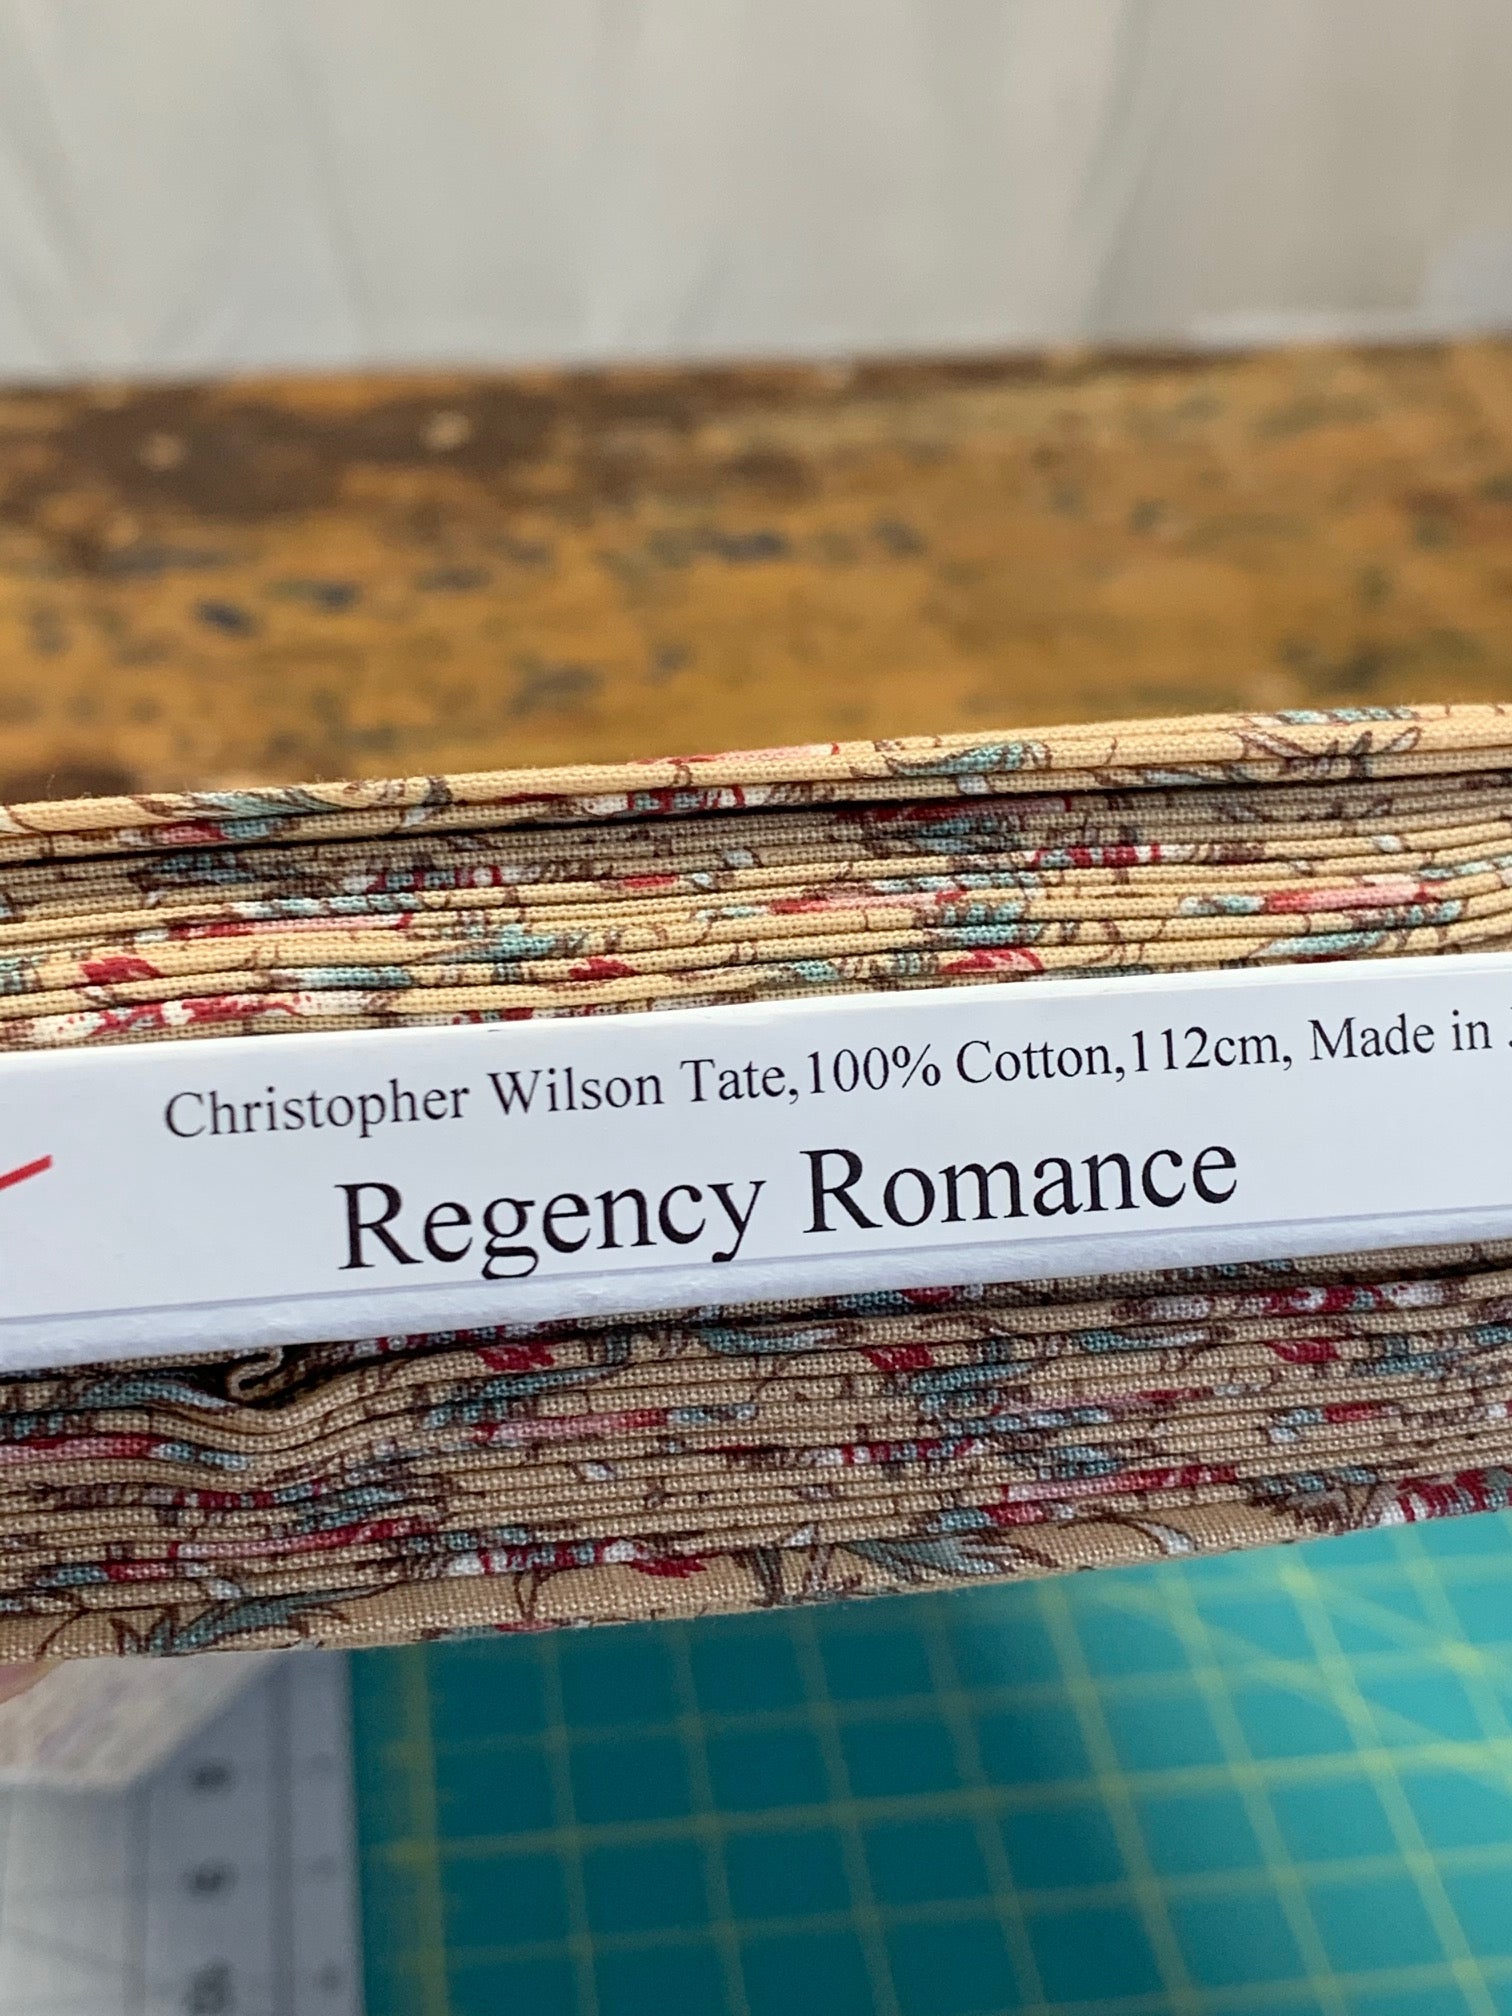 Christopher Wilson Tate,100% Cotton,112cm, Made in
Regency Romance